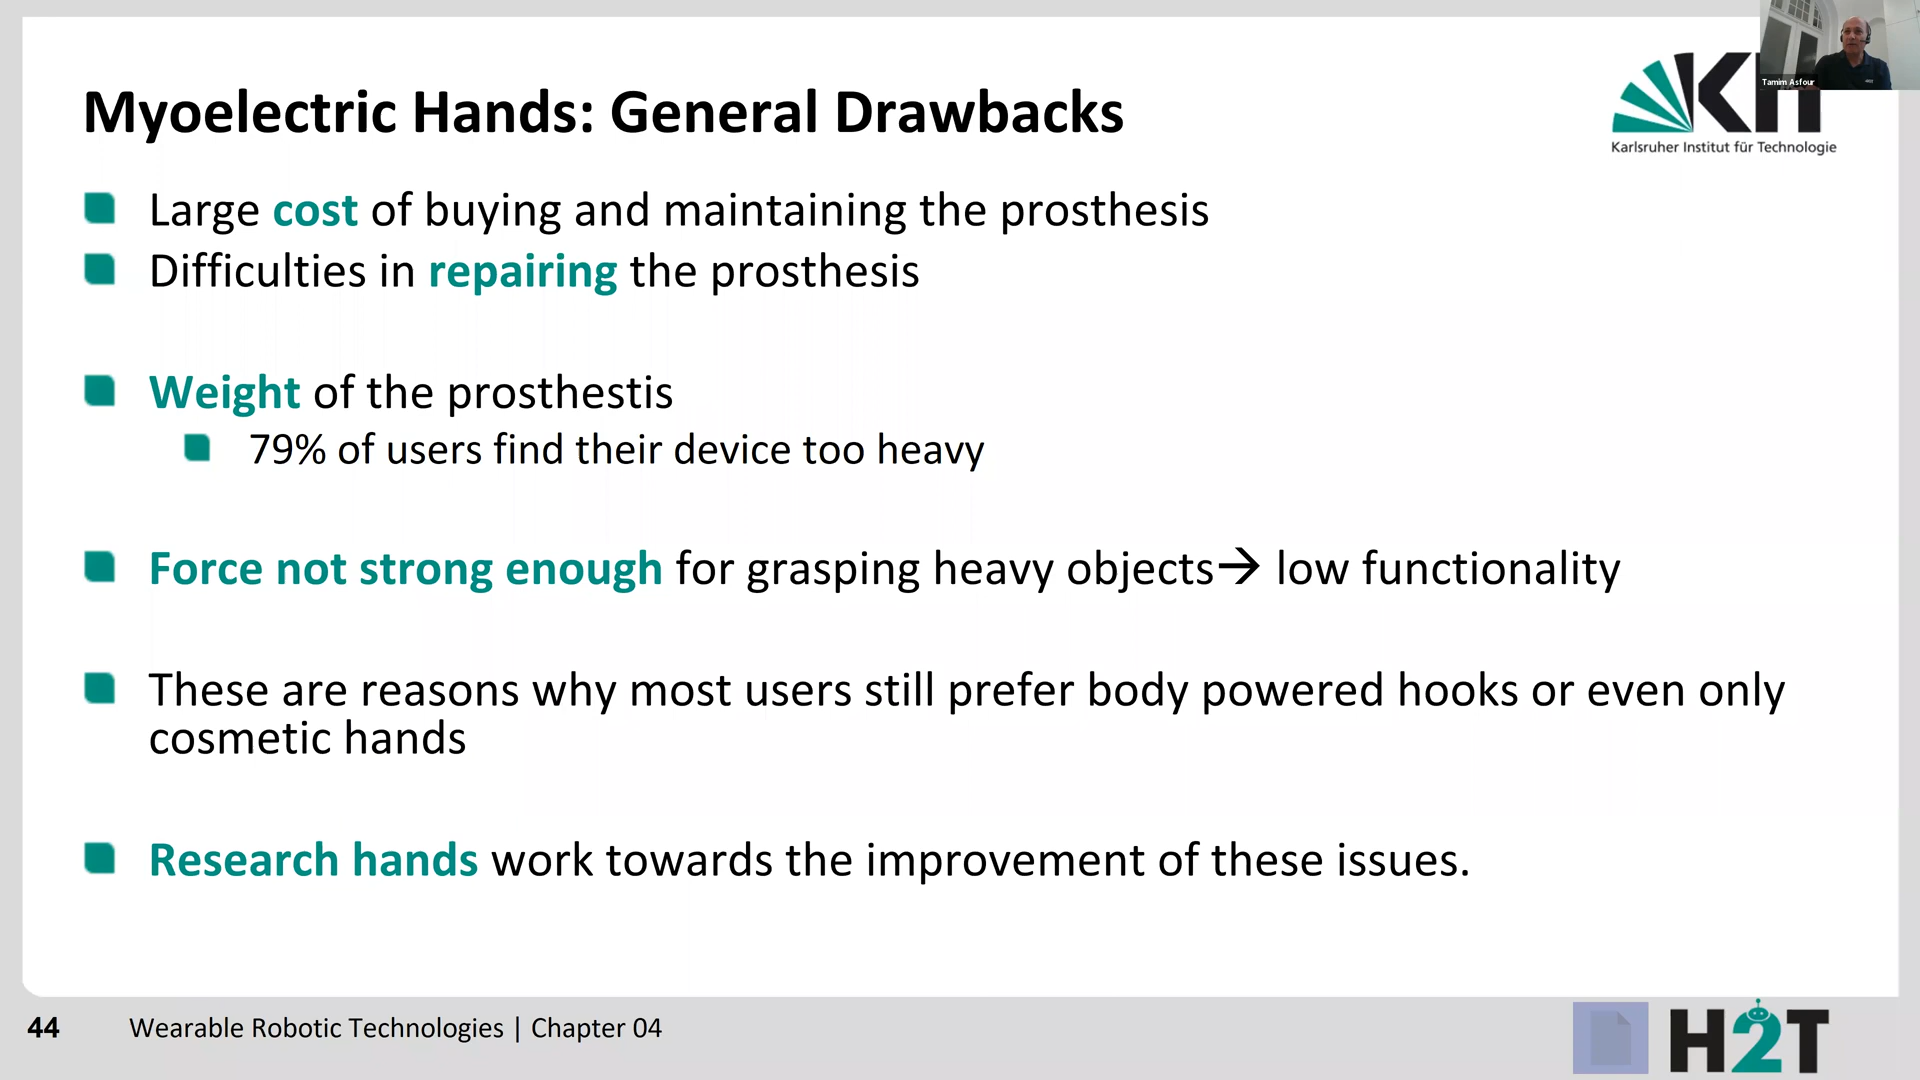 Tamim Asfour
KIT
Karlsruher Institut für Technologie
Myoelectric Hands: General Drawbacks
Large cost of buying and maintaining the prosthesis
Difficulties in repairing the prosthesis
Weight of the prosthestis
79% of users find their device too heavy
Force not strong enough for grasping heavy objects→ low functionality
These are reasons why most users still prefer body powered hooks or even only
cosmetic hands
Research hands work towards the improvement of these issues.
44 Wearable Robotic Technologies | Chapter 04
H2T